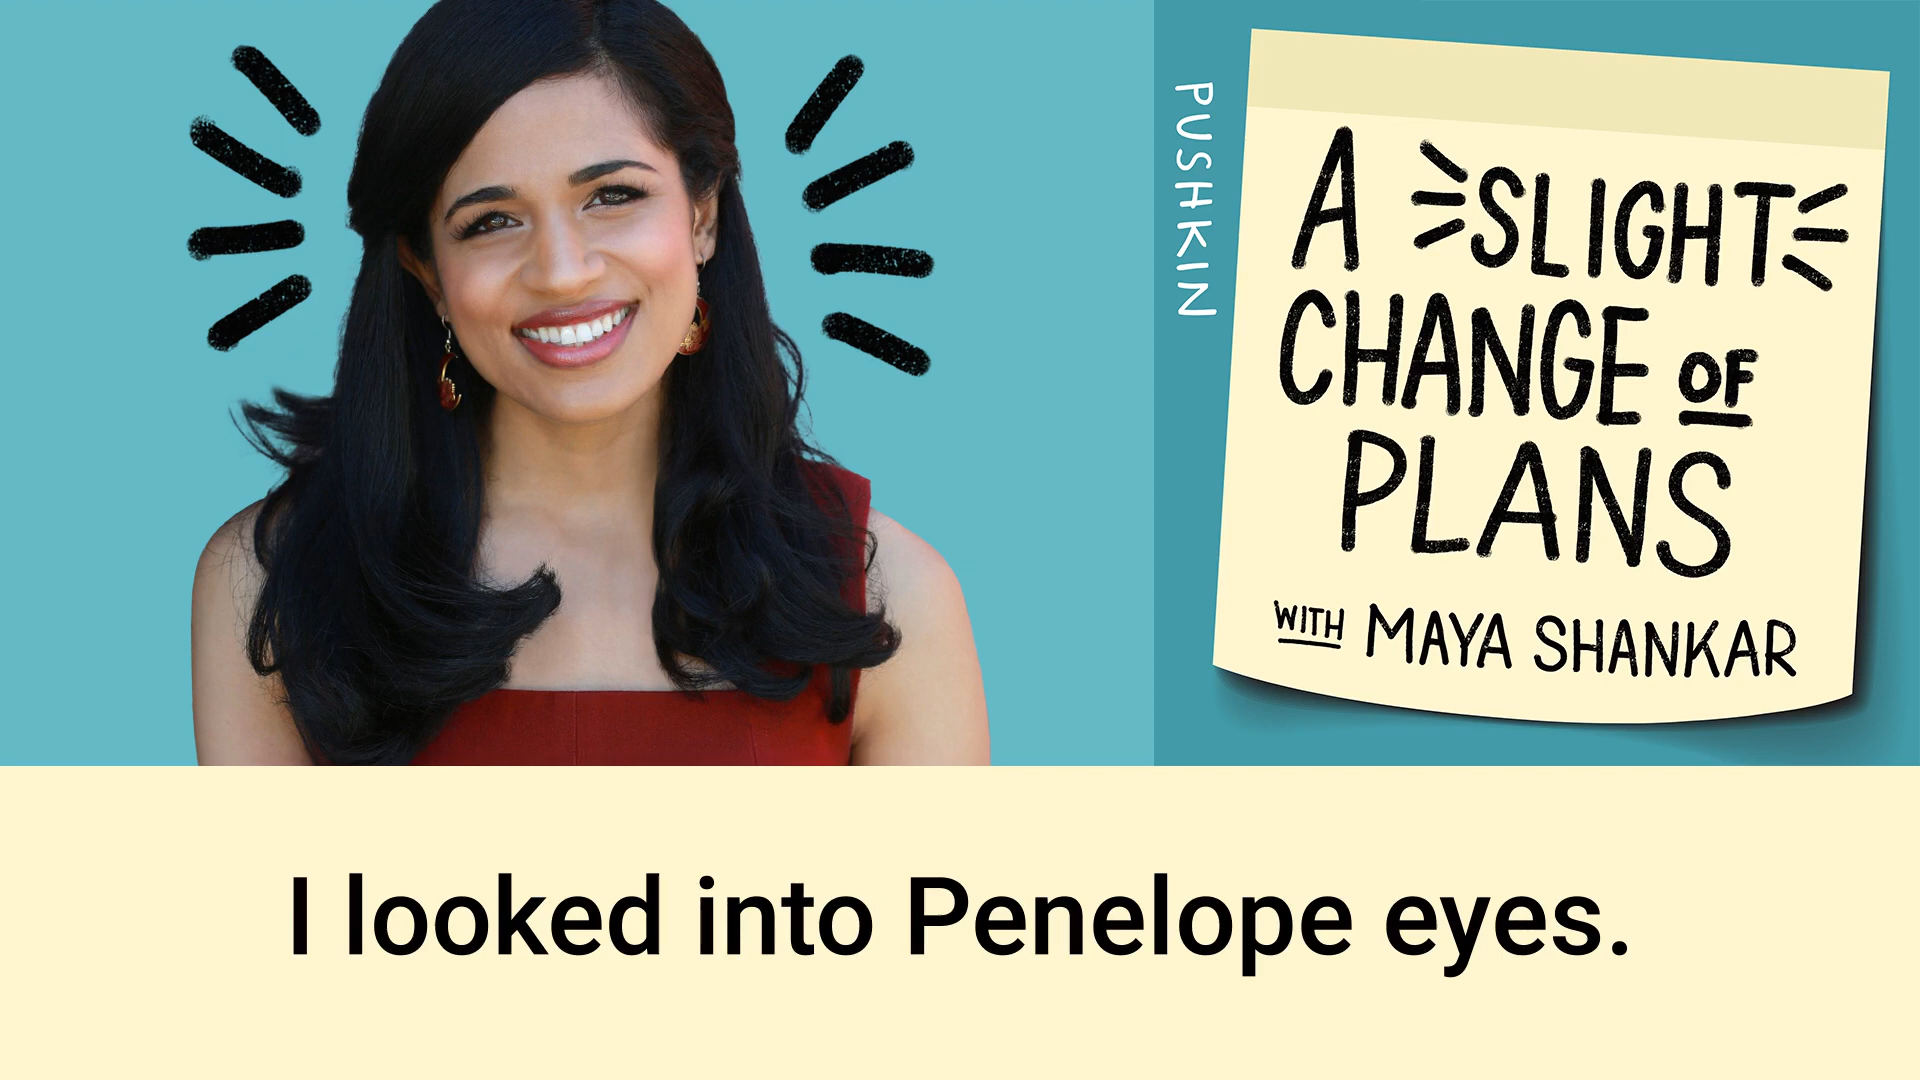 PUSHKIN
A SLIGHT
CHANGE OF
PLANS
WITH MAYA SHANKAR
I looked into Penelope eyes.